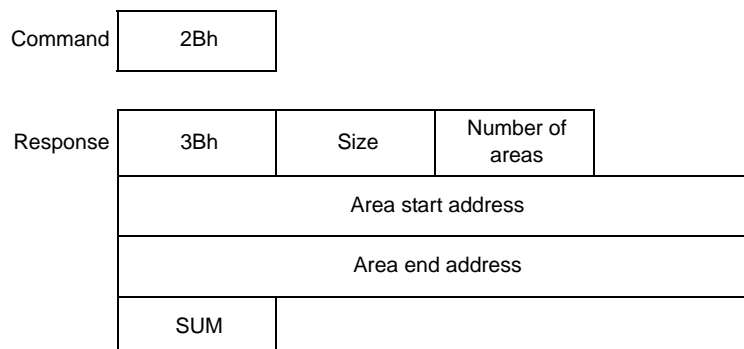 Command 2Bh
Response 3Bh Size Number of
areas
Area start address
Area end address
SUM